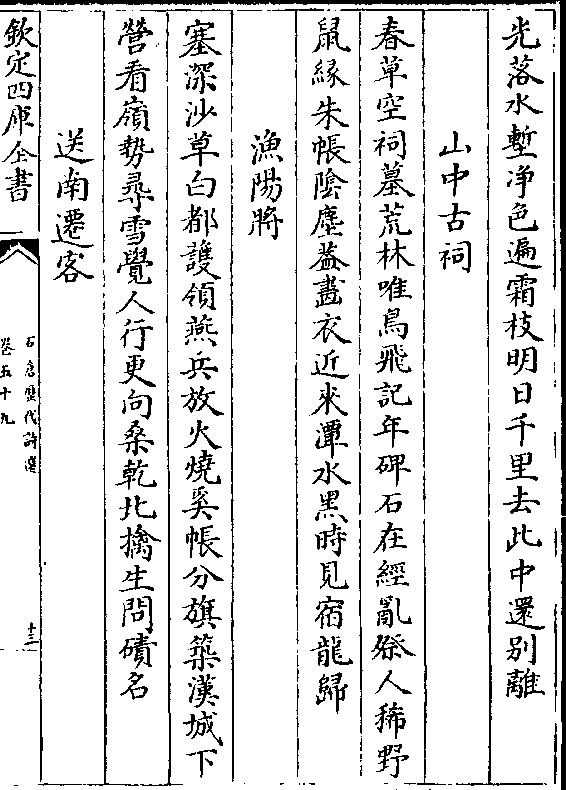 光落水塹净色遍霜枝明日千里去此中還别離
山中古祠
春草空祠墓荒林唯鳥飛記年碑石在經亂祭人稀野
鼠緣朱帳陰塵葢畫衣近來潭水黑時見宿龍歸
漁陽將
塞深沙草白都護領燕兵放火燒奚帳分旗築漢城下
營看嶺勢尋雪覺人行更向桑乾北擒生問磧名
送南遷客
欽定四庫全書
石倉歷代詩選
卷五十九
十三